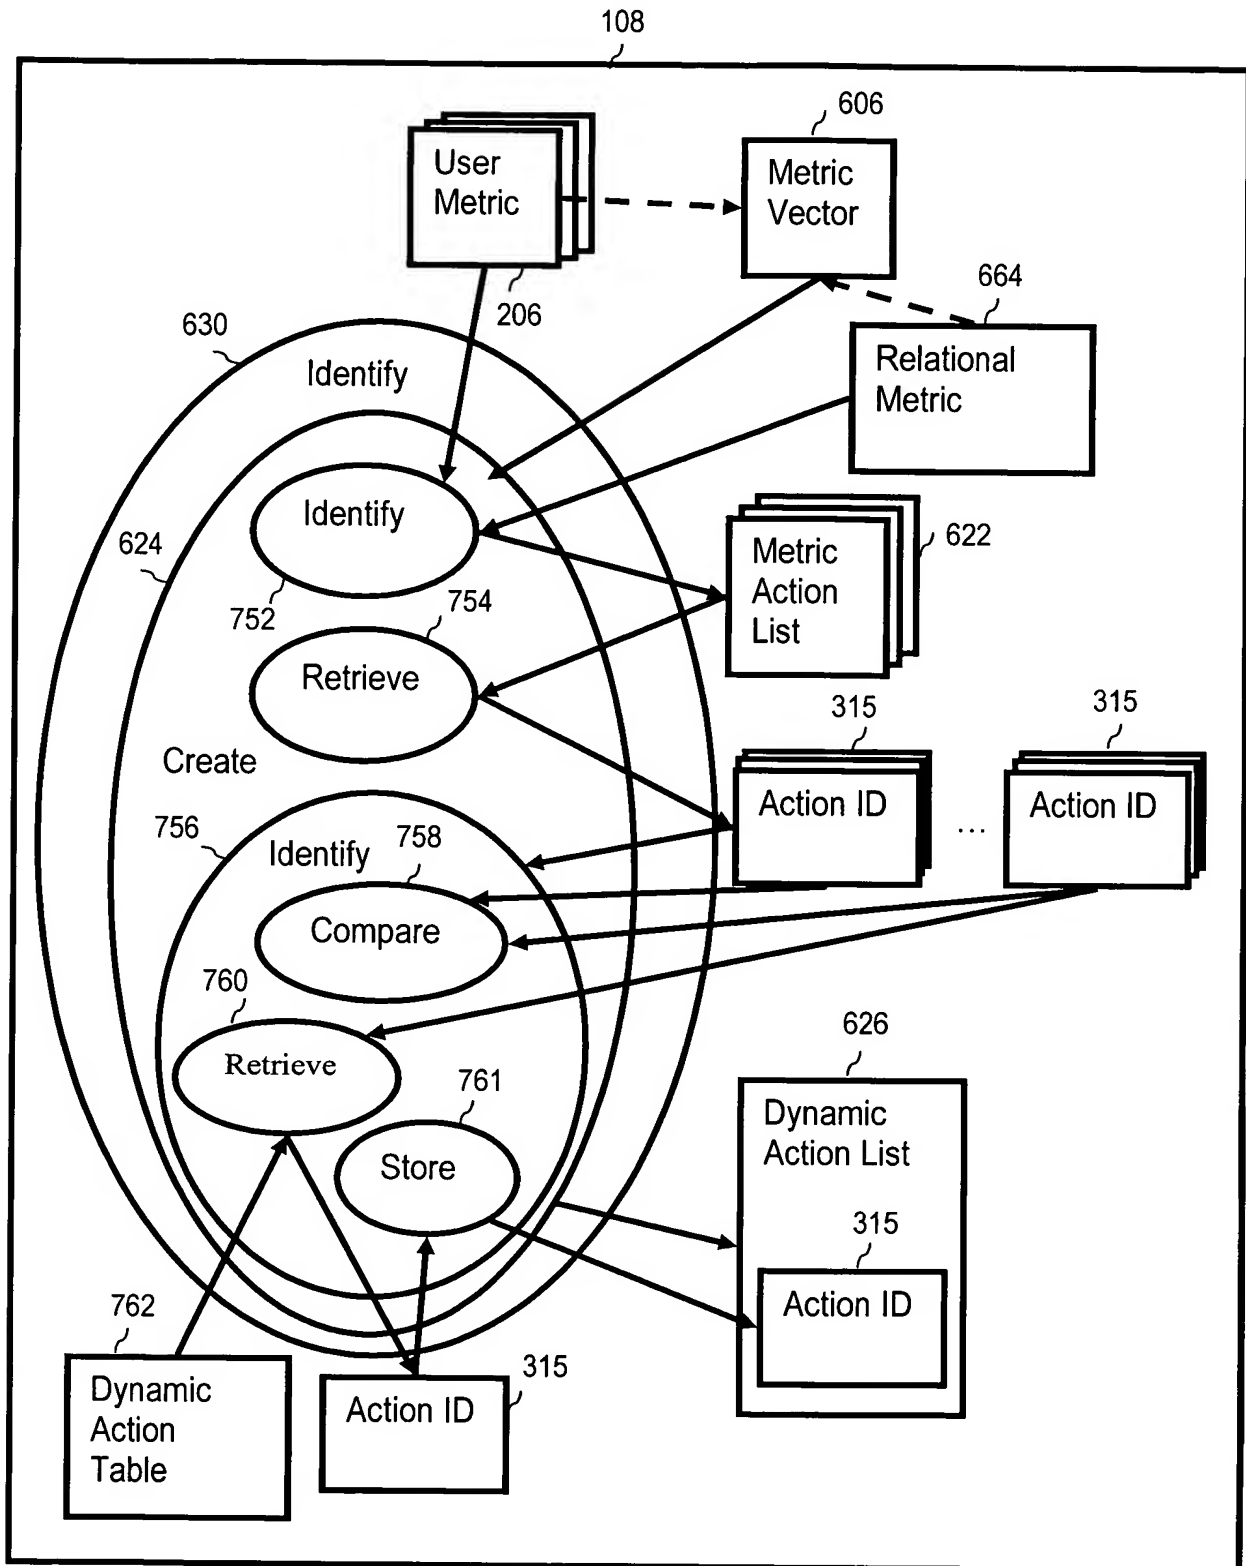 108
User
Metric
206
606
Metric
Vector
664
Relational
Metric
630
Identify
624
Identify
752
622
Metric
Action
List
754
Retrieve
Create
315
Action ID
...
315
Action ID
756
Identify
758
Compare
760
Retrieve
761
Store
626
Dynamic
Action List
315
Action ID
762
Dynamic
Action
Table
315
Action ID